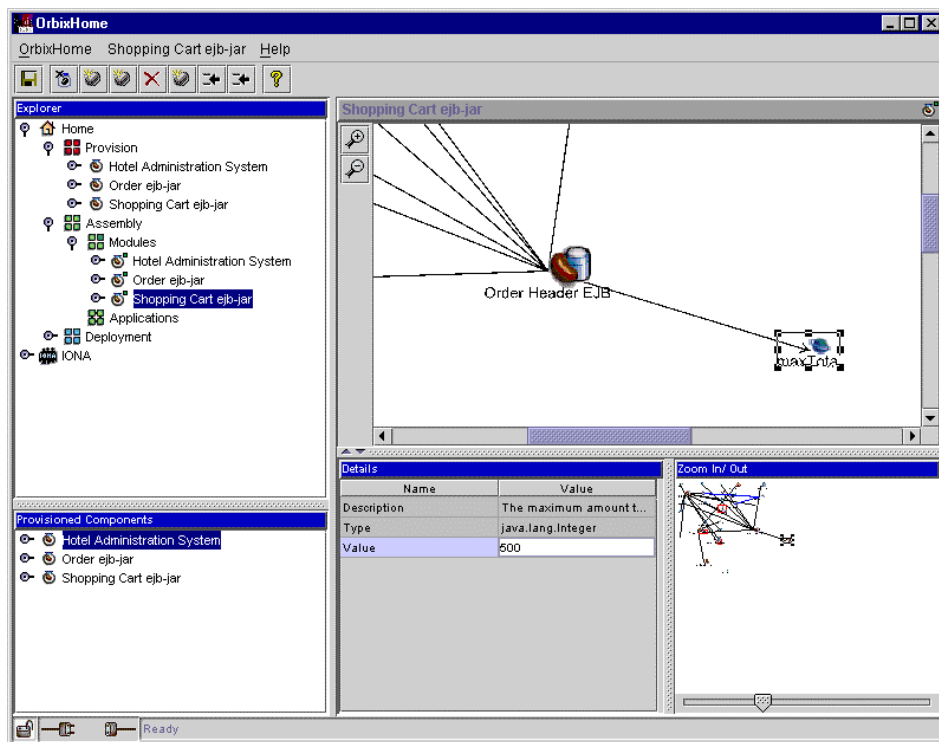 OrbixHome
OrbixHome Shopping Cart ejb-jar Help
Explorer
Home
Provision
Hotel Administration System
Order ejb-jar
Shopping Cart ejb-jar
Assembly
Modules
Hotel Administration System
Order ejb-jar
Shopping Cart ejb-jar
Applications
Deployment
IONA
Provisioned Components
Hotel Administration System
Order ejb-jar
Shopping Cart ejb-jar
Shopping Cart ejb-jar
Order Header EJB
maxTota
Details
Name Value
Description The maximum amount t...
Type java.lang.Integer
Value 500
Zoom In/ Out
Ready